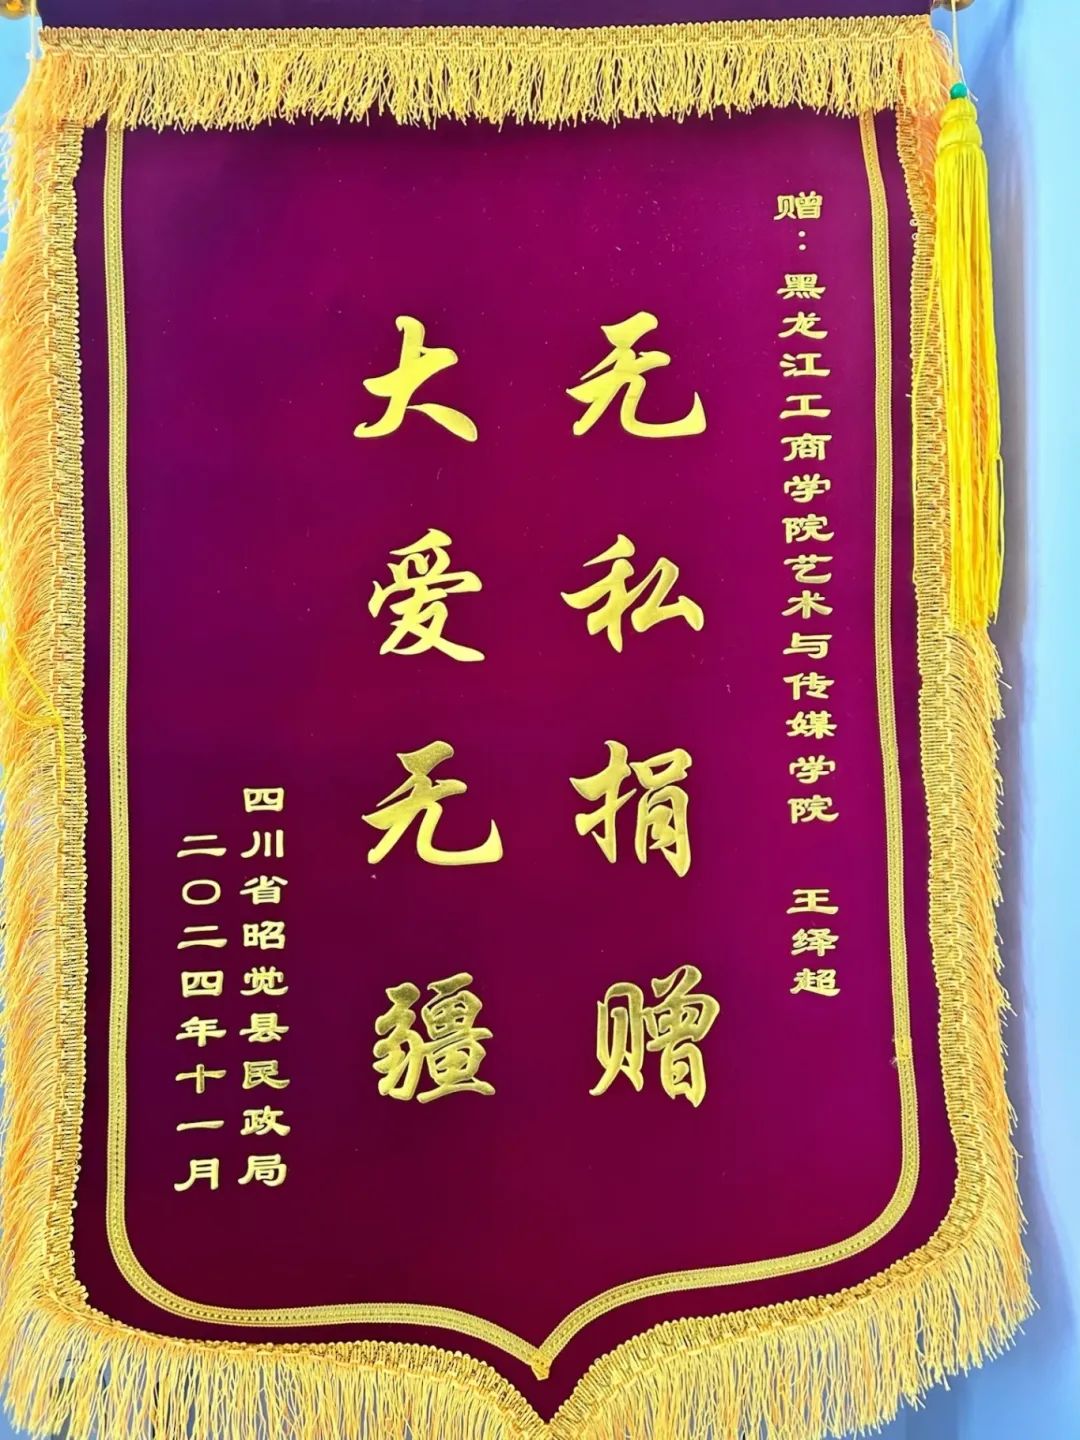 赠：黑龙江工商学院艺术与传媒学院 王绎超
无私捐赠
大爱无疆
四川省昭觉县民政局
二〇二四年十一月